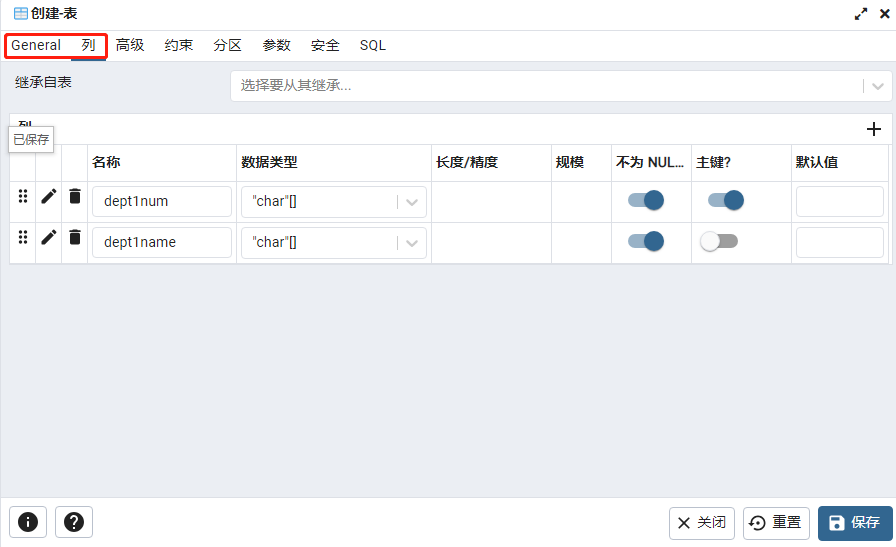 创建-表
General 列 高级 约束 分区 参数 安全 SQL
继承自表 选择要从其继承...
已保存
名称 数据类型 长度/精度 规模 不为 NUL... 主键? 默认值
dept1num "char"[]
dept1name "char"[]
关闭 重置 保存